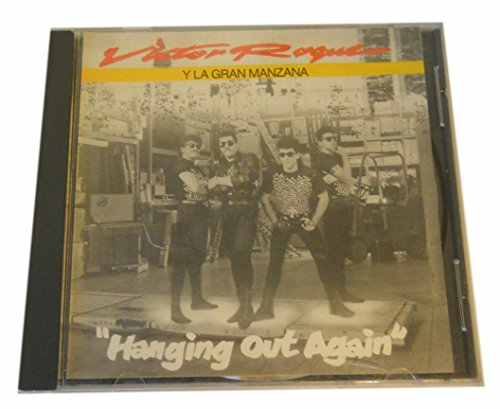 Victor Roque
Y LA GRAN MANZANA
"Hanging Out Again"